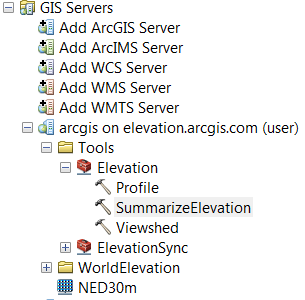 GIS Servers
Add ArcGIS Server
Add ArcIMS Server
Add WCS Server
Add WMS Server
Add WMTS Server
arcgis on elevation.arcgis.com (user)
Tools
Elevation
Profile
SummarizeElevation
Viewshed
ElevationSync
WorldElevation
NED30m